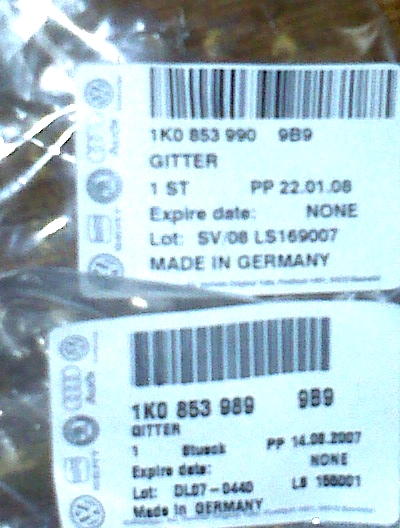 1K0 853 990 9B9
GITTER
1 ST PP 22.01.08
Expire date: NONE
Lot: SV/08 LS169007
MADE IN GERMANY
Audi
1K0 853 989 9B9
GITTER
1 Stueck PP 14.08.2007
Expire date: NONE
Lot: DL07-0440 LS 156001
Made in GERMANY
Audi